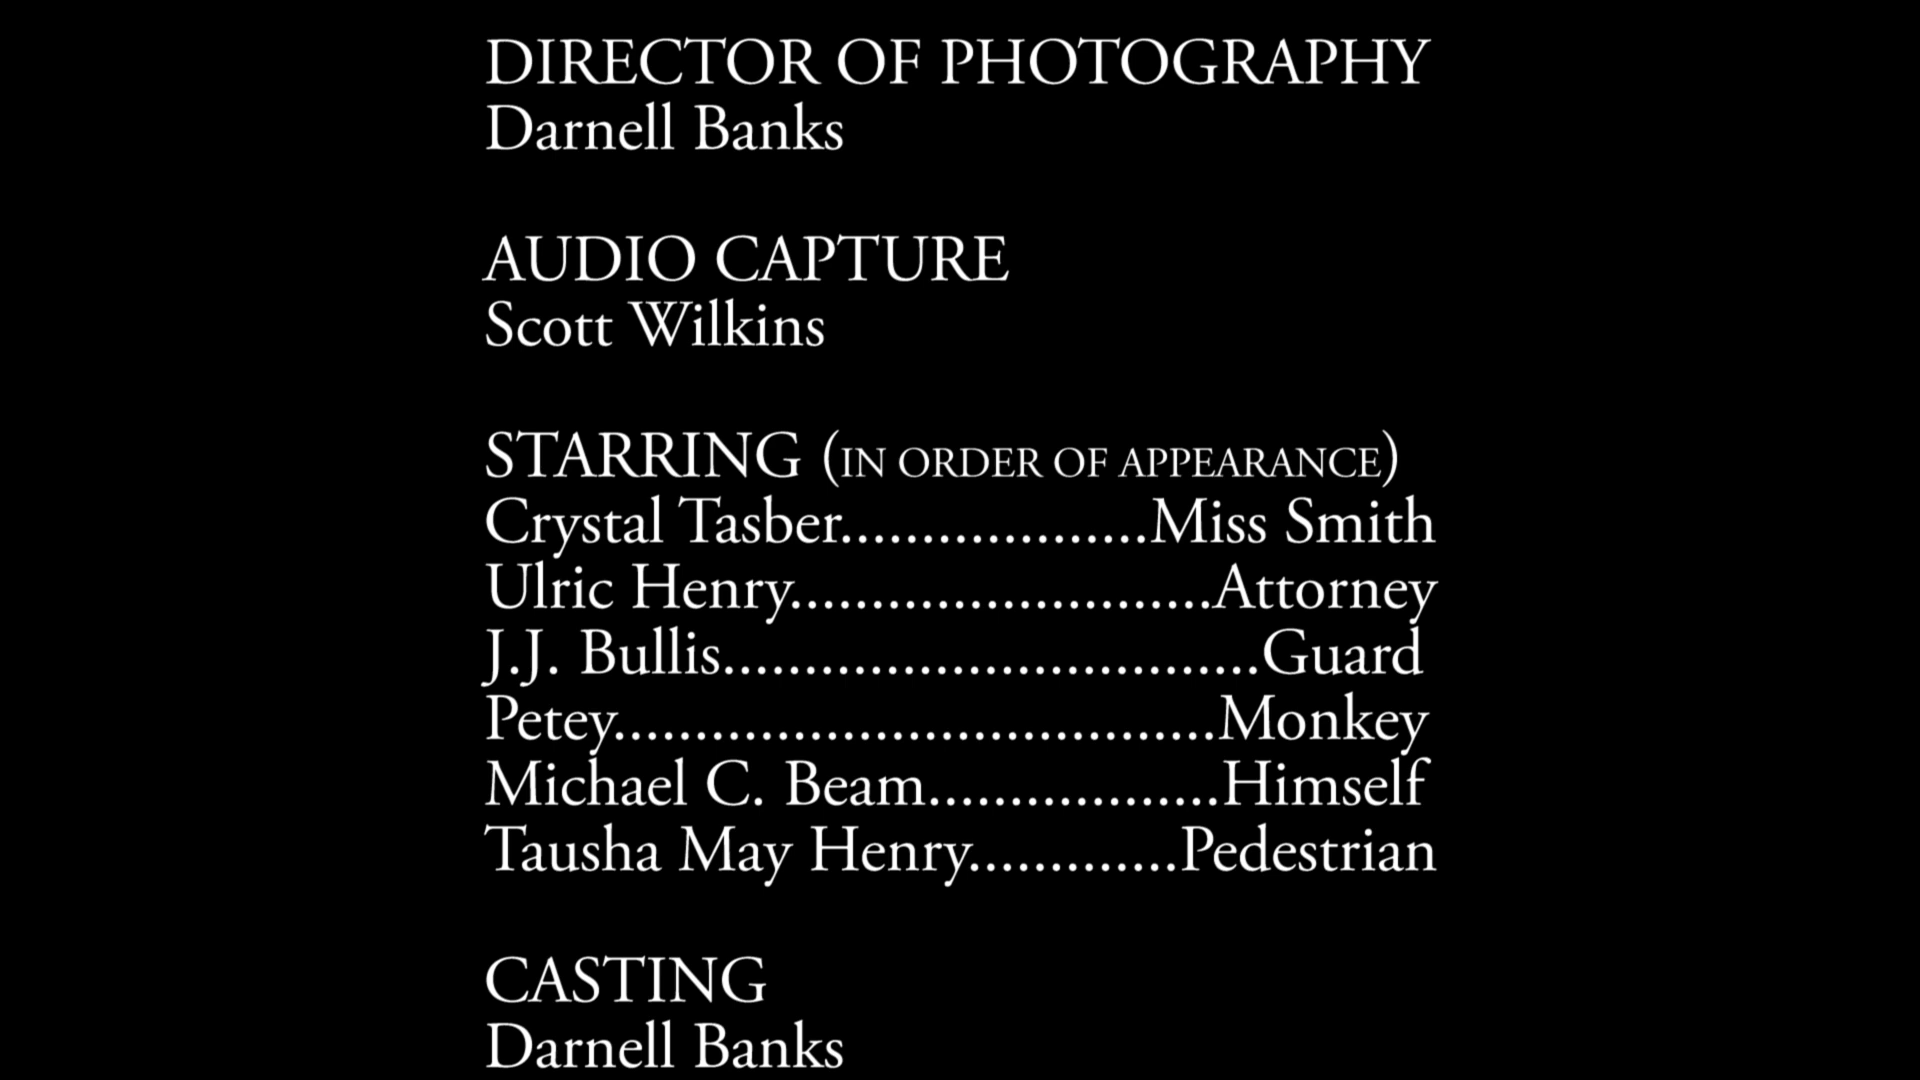 DIRECTOR OF PHOTOGRAPHY
Darnell Banks
AUDIO CAPTURE
Scott Wilkins
STARRING (IN ORDER OF APPEARANCE)
Crystal Tasber...................Miss Smith
Ulric Henry..........................Attorney
J.J. Bullis.................................Guard
Petey.....................................Monkey
Michael C. Beam..................Himself
Tausha May Henry.............Pedestrian
CASTING
Darnell Banks